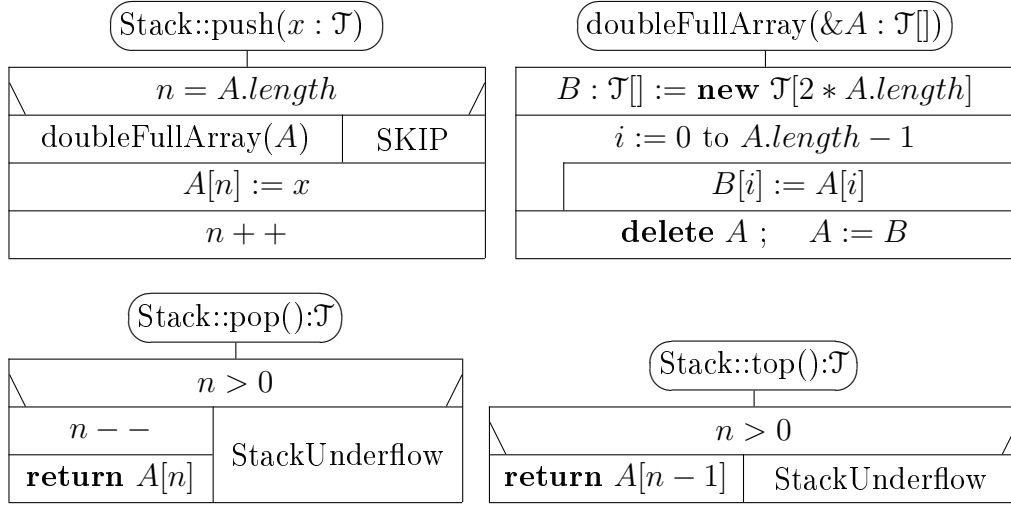 Stack::push(x : 𝒯)
n = A.length
doubleFullArray(A) SKIP
A[n] := x
n + +
doubleFullArray(&A : 𝒯[])
B : 𝒯[] := new 𝒯[2 ∗ A.length]
i := 0 to A.length − 1
B[i] := A[i]
delete A ; A := B
Stack::pop():𝒯
n > 0
n − −
return A[n]
StackUnderflow
Stack::top():𝒯
n > 0
return A[n − 1] StackUnderflow